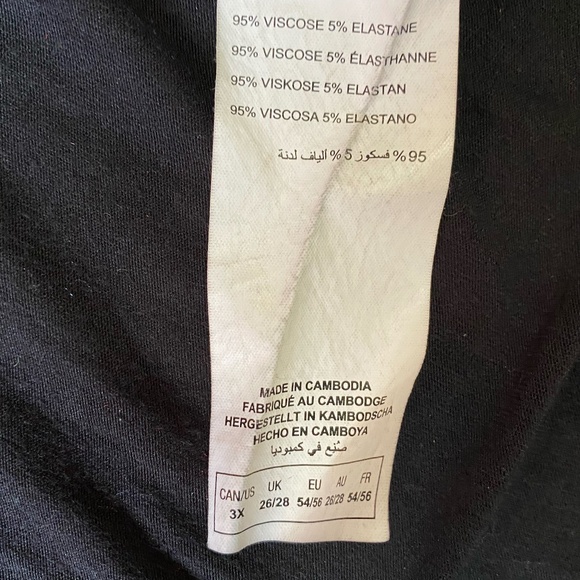 95% VISCOSE 5% ELASTANE
95% VISCOSE 5% ÉLASTHANNE
95% VISKOSE 5% ELASTAN
95% VISCOSA 5% ELASTANO
95% فسكوز 5% ألياف لدنة
MADE IN CAMBODIA
FABRIQUÉ AU CAMBODGE
HERGESTELLT IN KAMBODSCHA
HECHO EN CAMBOYA
صُنِع في كمبوديا
CAN/US UK EU AU FR
3X 26/28 54/56 26/28 54/56